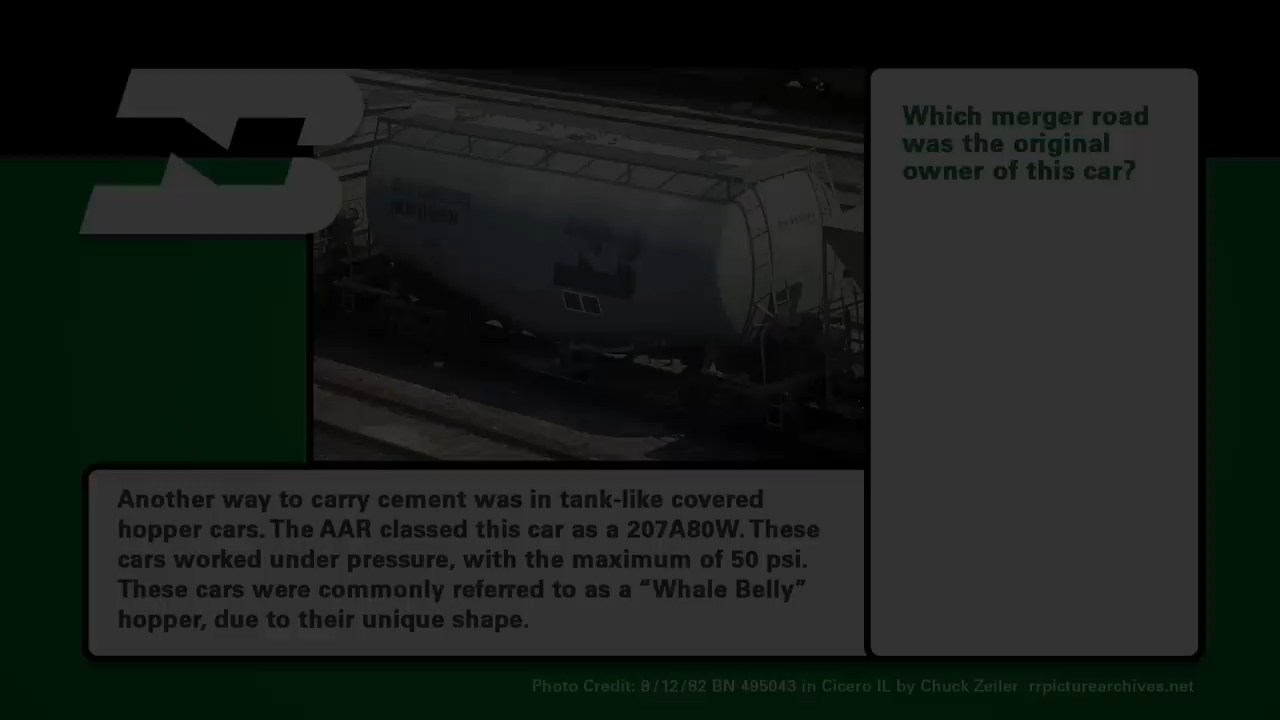 Which merger road
was the original
owner of this car?
Another way to carry cement was in tank-like covered
hopper cars. The AAR classed this car as a 207A80W. These
cars worked under pressure, with the maximum of 50 psi.
These cars were commonly referred to as a “Whale Belly”
hopper, due to their unique shape.
Photo Credit: 9/12/82 BN 495043 in Cicero IL by Chuck Zeiler rrpicturearchives.net